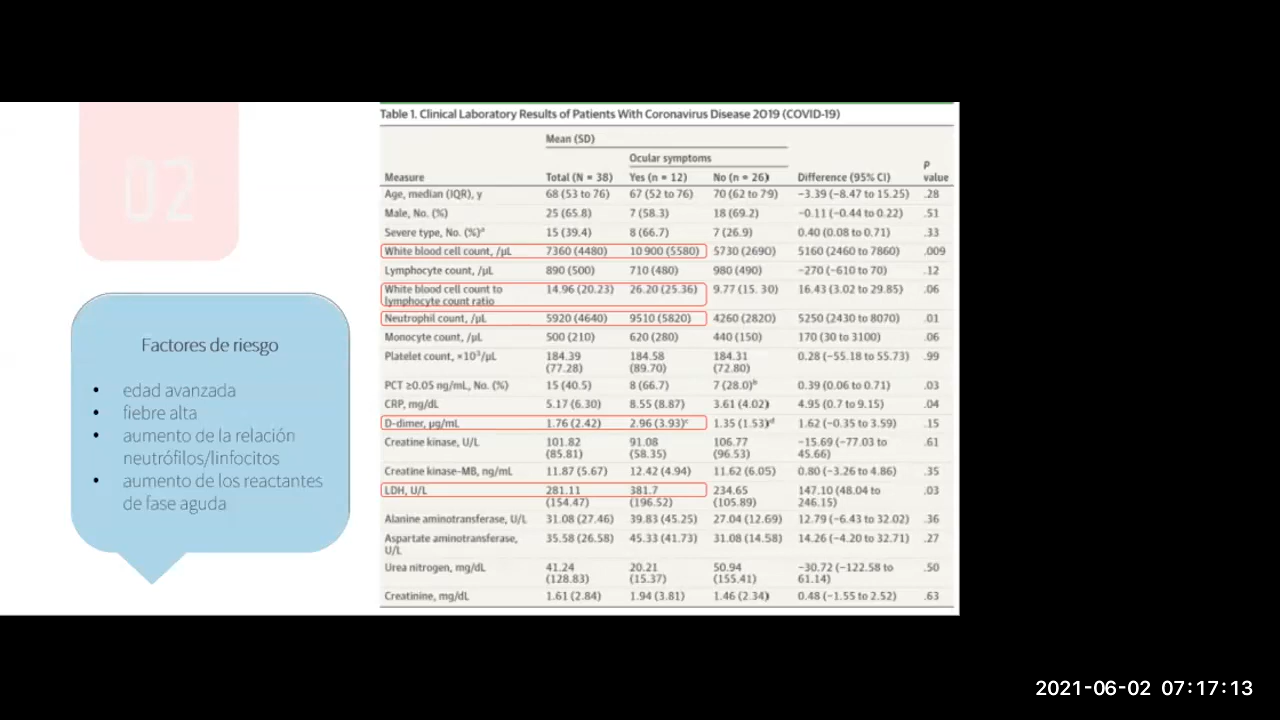 02
Factores de riesgo
• edad avanzada
• fiebre alta
• aumento de la relación
neutrófilos/linfocitos
• aumento de los reactantes
de fase aguda
Table 1. Clinical Laboratory Results of Patients With Coronavirus Disease 2019 (COVID-19)
Mean (SD)
Ocular symptoms
P
Measure Total (N = 38) Yes (n = 12) No (n = 26) Difference (95% CI) value
Age, median (IQR), y 68 (53 to 76) 67 (52 to 76) 70 (62 to 79) −3.39 (−8.47 to 15.25) .28
Male, No. (%) 25 (65.8) 7 (58.3) 18 (69.2) −0.11 (−0.44 to 0.22) .51
Severe type, No. (%)ᵃ 15 (39.4) 8 (66.7) 7 (26.9) 0.40 (0.08 to 0.71) .33
White blood cell count, /µL 7360 (4480) 10 900 (5580) 5730 (2690) 5160 (2460 to 7860) .009
Lymphocyte count, /µL 890 (500) 710 (480) 980 (490) −270 (−610 to 70) .12
White blood cell count to 14.96 (20.23) 26.20 (25.36) 9.77 (15. 30) 16.43 (3.02 to 29.85) .06
lymphocyte count ratio
Neutrophil count, /µL 5920 (4640) 9510 (5820) 4260 (2820) 5250 (2430 to 8070) .01
Monocyte count, /µL 500 (210) 620 (280) 440 (150) 170 (30 to 3100) .06
Platelet count, ×10³/µL 184.39 184.58 184.31 0.28 (−55.18 to 55.73) .99
(77.28) (89.70) (72.80)
PCT ≥0.05 ng/mL, No. (%) 15 (40.5) 8 (66.7) 7 (28.0)ᵇ 0.39 (0.06 to 0.71) .03
CRP, mg/dL 5.17 (6.30) 8.55 (8.87) 3.61 (4.02) 4.95 (0.7 to 9.15) .04
D-dimer, µg/mL 1.76 (2.42) 2.96 (3.93)ᶜ 1.35 (1.53)ᵈ 1.62 (−0.35 to 3.59) .15
Creatine kinase, U/L 101.82 91.08 106.77 −15.69 (−77.03 to .61
(85.81) (58.35) (96.53) 45.66)
Creatine kinase–MB, ng/mL 11.87 (5.67) 12.42 (4.94) 11.62 (6.05) 0.80 (−3.26 to 4.86) .35
LDH, U/L 281.11 381.7 234.65 147.10 (48.04 to .03
(154.47) (196.52) (105.89) 246.15)
Alanine aminotransferase, U/L 31.08 (27.46) 39.83 (45.25) 27.04 (12.69) 12.79 (−6.43 to 32.02) .36
Aspartate aminotransferase, 35.58 (26.58) 45.33 (41.73) 31.08 (14.58) 14.26 (−4.20 to 32.71) .27
U/L
Urea nitrogen, mg/dL 41.24 20.21 50.94 −30.72 (−122.58 to .50
(128.83) (15.37) (155.41) 61.14)
Creatinine, mg/dL 1.61 (2.84) 1.94 (3.81) 1.46 (2.34) 0.48 (−1.55 to 2.52) .63
2021-06-02 07:17:13